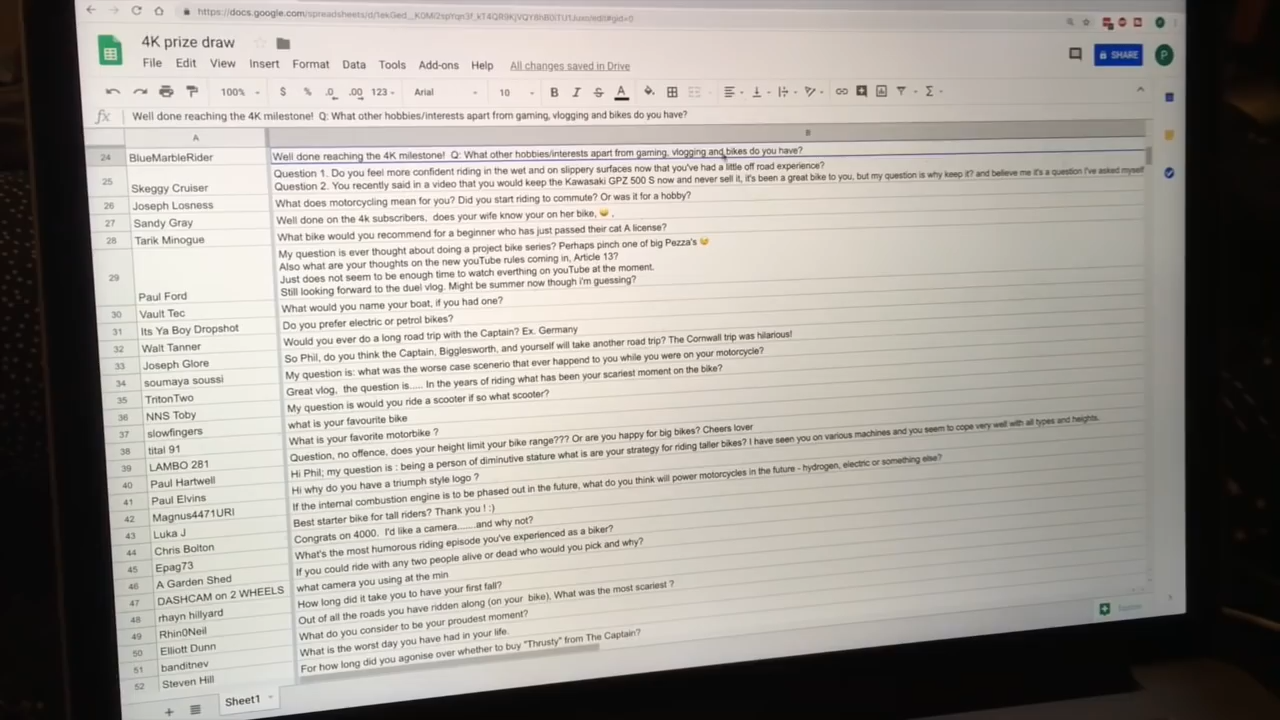 https://docs.google.com/spreadsheets/d/
4K prize draw
File Edit View Insert Format Data Tools Add-ons Help All changes saved in Drive
SHARE P
100% $ % .0 .00 123 Arial 10 B I S A
fx Well done reaching the 4K milestone! Q: What other hobbies/interests apart from gaming, vlogging and bikes do you have?
A B
24 BlueMarbleRider Well done reaching the 4K milestone! Q: What other hobbies/interests apart from gaming, vlogging and bikes do you have?
Question 1. Do you feel more confident riding in the wet and on slippery surfaces now that you've had a little off road experience?
25 Skeggy Cruiser Question 2. You recently said in a video that you would keep the Kawasaki GPZ 500 S now and never sell it, it's been a great bike to you, but my question is why keep it? and believe me it's a question I've asked myself
26 Joseph Losness What does motorcycling mean for you? Did you start riding to commute? Or was it for a hobby?
27 Sandy Gray Well done on the 4k subscribers, does your wife know your on her bike, 😄 .
28 Tarik Minogue What bike would you recommend for a beginner who has just passed their cat A license?
My question is ever thought about doing a project bike series? Perhaps pinch one of big Pezza's 😉
Also what are your thoughts on the new youTube rules coming in, Article 13?
Just does not seem to be enough time to watch everthing on youTube at the moment.
29 Paul Ford Still looking forward to the duel vlog. Might be summer now though i'm guessing?
30 Vault Tec What would you name your boat, if you had one?
31 Its Ya Boy Dropshot Do you prefer electric or petrol bikes?
32 Walt Tanner Would you ever do a long road trip with the Captain? Ex. Germany
33 Joseph Glore So Phil, do you think the Captain, Bigglesworth, and yourself will take another road trip? The Cornwall trip was hilarious!
34 soumaya soussi My question is: what was the worse case scenerio that ever happend to you while you were on your motorcycle?
35 TritonTwo Great vlog, the question is..... In the years of riding what has been your scariest moment on the bike?
36 NNS Toby My question is would you ride a scooter if so what scooter?
37 slowfingers what is your favourite bike
38 tital 91 What is your favorite motorbike ?
39 LAMBO 281 Question, no offence, does your height limit your bike range??? Or are you happy for big bikes? Cheers lover
40 Paul Hartwell Hi Phil; my question is : being a person of diminutive stature what is are your strategy for riding taller bikes? I have seen you on various machines and you seem to cope very well with all types and heights.
41 Paul Elvins Hi why do you have a triumph style logo ?
42 Magnus4471URI If the internal combustion engine is to be phased out in the future, what do you think will power motorcycles in the future - hydrogen, electric or something else?
43 Luka J Best starter bike for tall riders? Thank you ! :)
44 Chris Bolton Congrats on 4000. I'd like a camera.......and why not?
45 Epag73 What's the most humorous riding episode you've experienced as a biker?
46 A Garden Shed If you could ride with any two people alive or dead who would you pick and why?
47 DASHCAM on 2 WHEELS what camera you using at the min
48 rhayn hillyard How long did it take you to have your first fall?
49 Rhin0Neil Out of all the roads you have ridden along (on your bike), What was the most scariest ?
50 Elliott Dunn What do you consider to be your proudest moment?
51 banditnev What is the worst day you have had in your life.
52 Steven Hill For how long did you agonise over whether to buy "Thrusty" from The Captain?
Sheet1